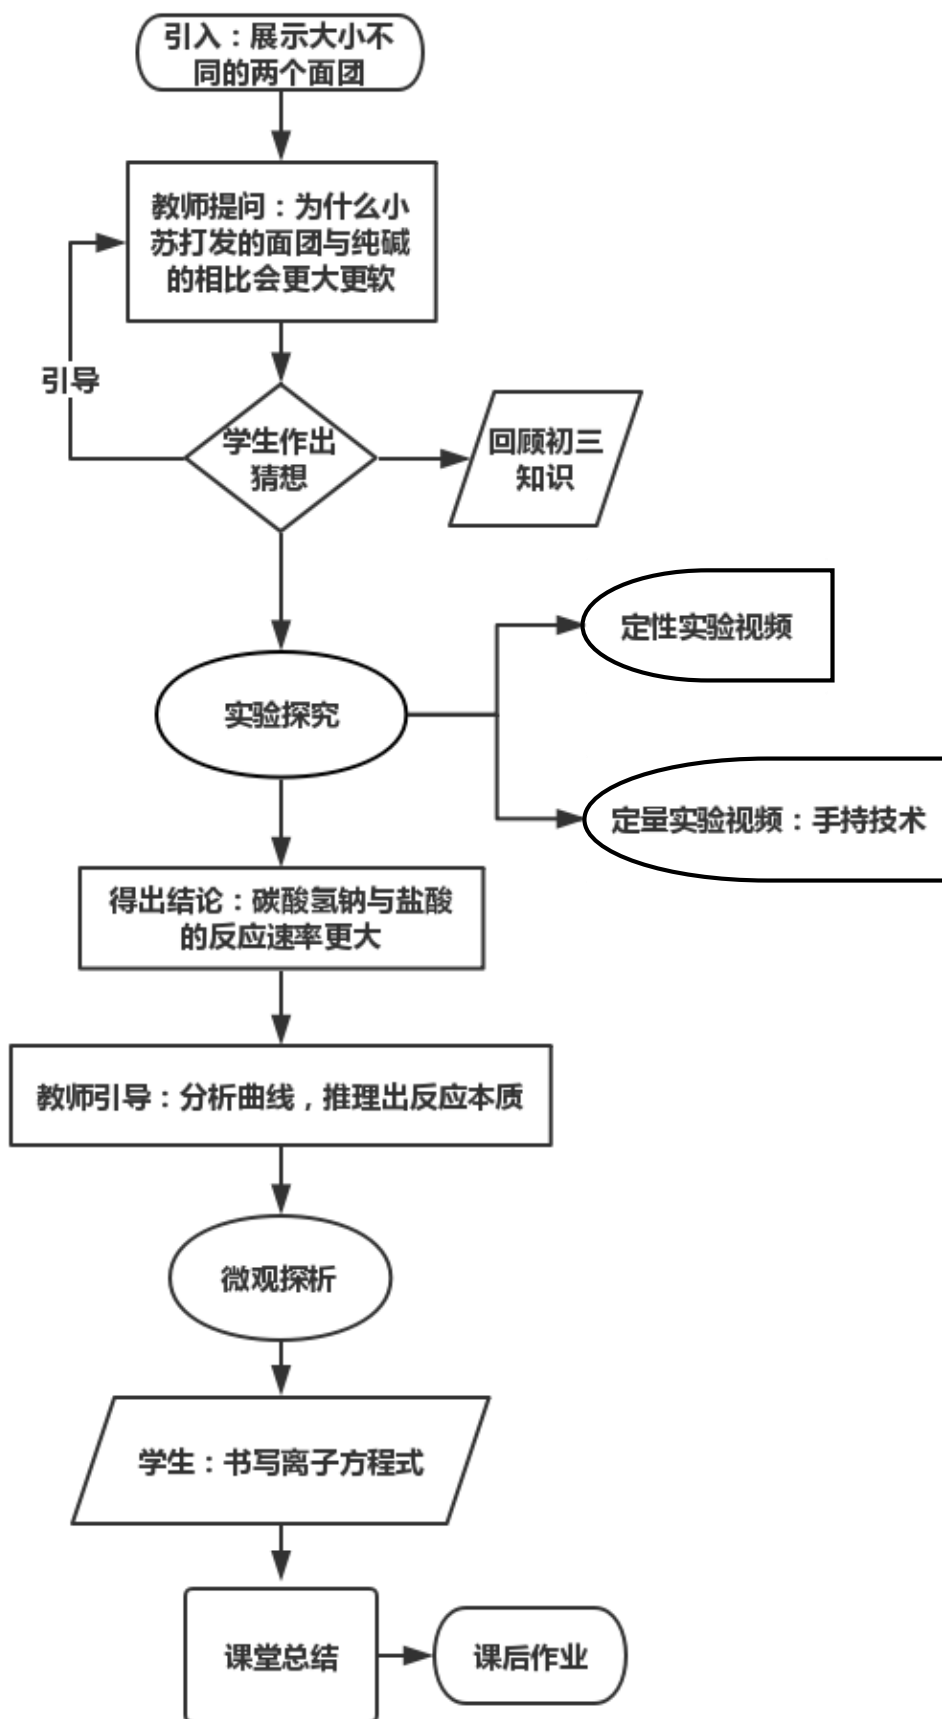 引入：展示大小不
同的两个面团
教师提问：为什么小
苏打发的面团与纯碱
的相比会更大更软
引导
学生作出
猜想
回顾初三
知识
定性实验视频
实验探究
定量实验视频：手持技术
得出结论：碳酸氢钠与盐酸
的反应速率更大
教师引导：分析曲线，推理出反应本质
微观探析
学生：书写离子方程式
课堂总结
课后作业